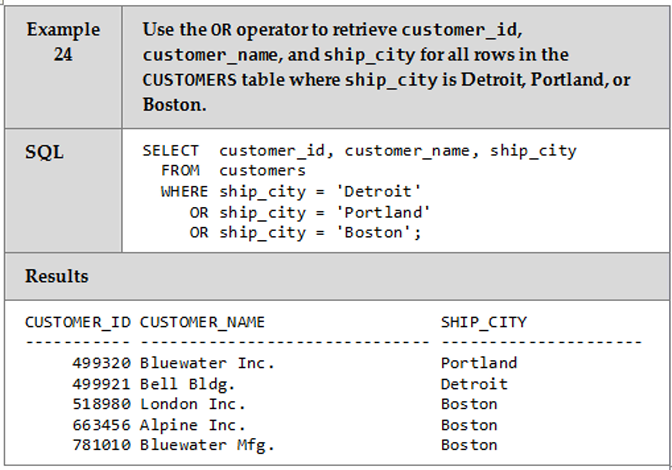 Example
24
Use the OR operator to retrieve customer_id,
customer_name, and ship_city for all rows in the
CUSTOMERS table where ship_city is Detroit, Portland, or
Boston.
SQL
SELECT  customer_id, customer_name, ship_city
  FROM  customers
  WHERE ship_city = 'Detroit'
     OR ship_city = 'Portland'
     OR ship_city = 'Boston';
Results
CUSTOMER_ID CUSTOMER_NAME                  SHIP_CITY
----------- ------------------------------ ---------------------
     499320 Bluewater Inc.                 Portland
     499921 Bell Bldg.                     Detroit
     518980 London Inc.                    Boston
     663456 Alpine Inc.                    Boston
     781010 Bluewater Mfg.                 Boston